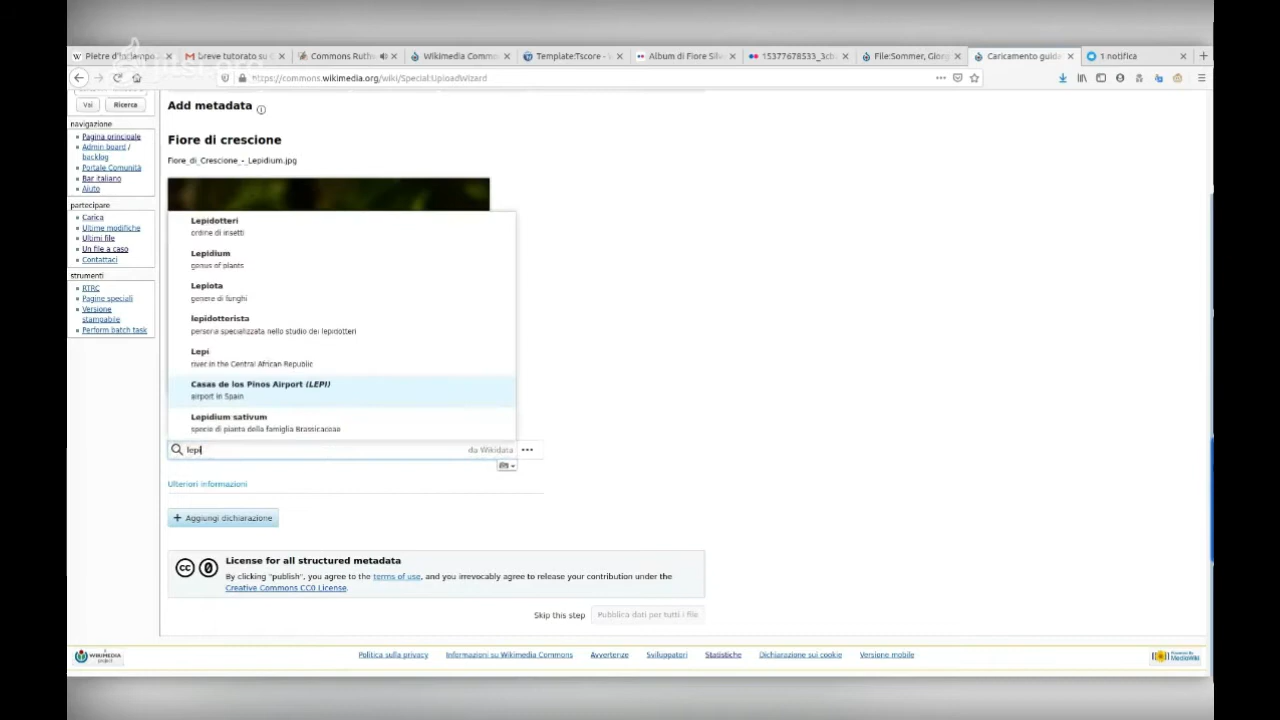 Pietre d'Inciampo
breve tutorato su C
Commons Ruth
Wikimedia Commo
Template:Tscore - W
Album di Fiore Sil
15377678533_3cb
File:Sommer, Gior
Caricamento guida
1 notifica
https://commons.wikimedia.org/wiki/Special:UploadWizard
Vai
Ricerca
navigazione
Pagina principale
Admin board /
backlog
Portale Comunità
Bar italiano
Aiuto
partecipare
Carica
Ultime modifiche
Ultimi file
Un file a caso
Contattaci
strumenti
RTRC
Pagine speciali
Versione
stampabile
Perform batch task
Add metadata
Fiore di crescione
Fiore_di_Crescione_-_Lepidium.jpg
Lepidotteri
ordine di insetti
Lepidium
genus of plants
Lepiota
genere di funghi
lepidotterista
persona specializzata nello studio dei lepidotteri
Lepi
river in the Central African Republic
Casas de los Pinos Airport (LEPI)
airport in Spain
Lepidium sativum
specie di pianta della famiglia Brassicaceae
lepi
da Wikidata
Ulteriori informazioni
+ Aggiungi dichiarazione
License for all structured metadata
By clicking "publish", you agree to the terms of use, and you irrevocably agree to release your contribution under the
Creative Commons CC0 License.
Skip this step
Pubblica dati per tutti i file
WIKIMEDIA
project
Politica sulla privacy
Informazioni su Wikimedia Commons
Avvertenze
Sviluppatori
Statistiche
Dichiarazione sui cookie
Versione mobile
Powered By
MediaWiki